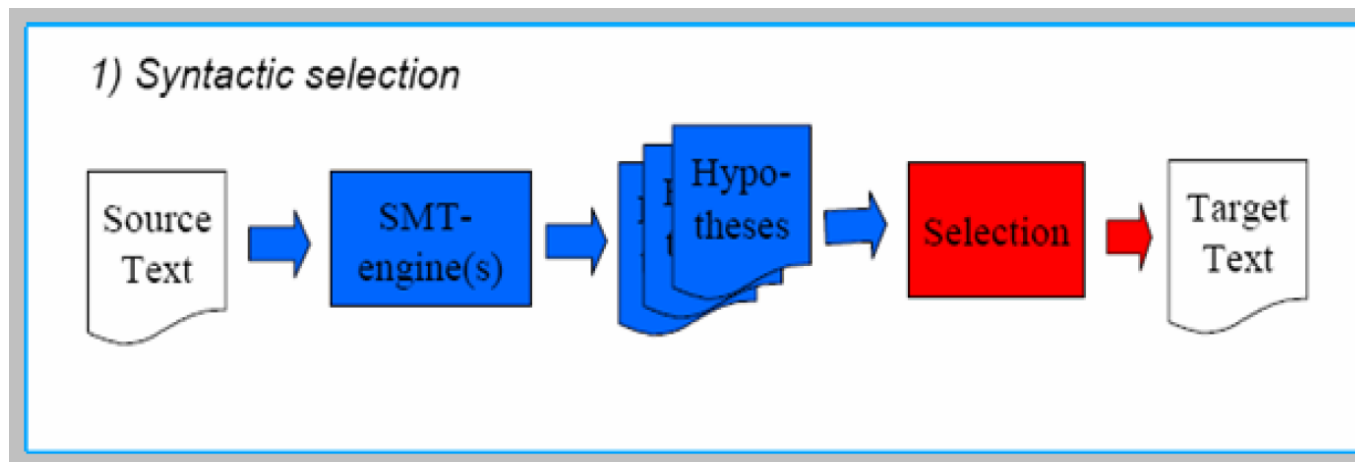 1) Syntactic selection
Source
Text
SMT-
engine(s)
Hypo-
theses
Selection
Target
Text